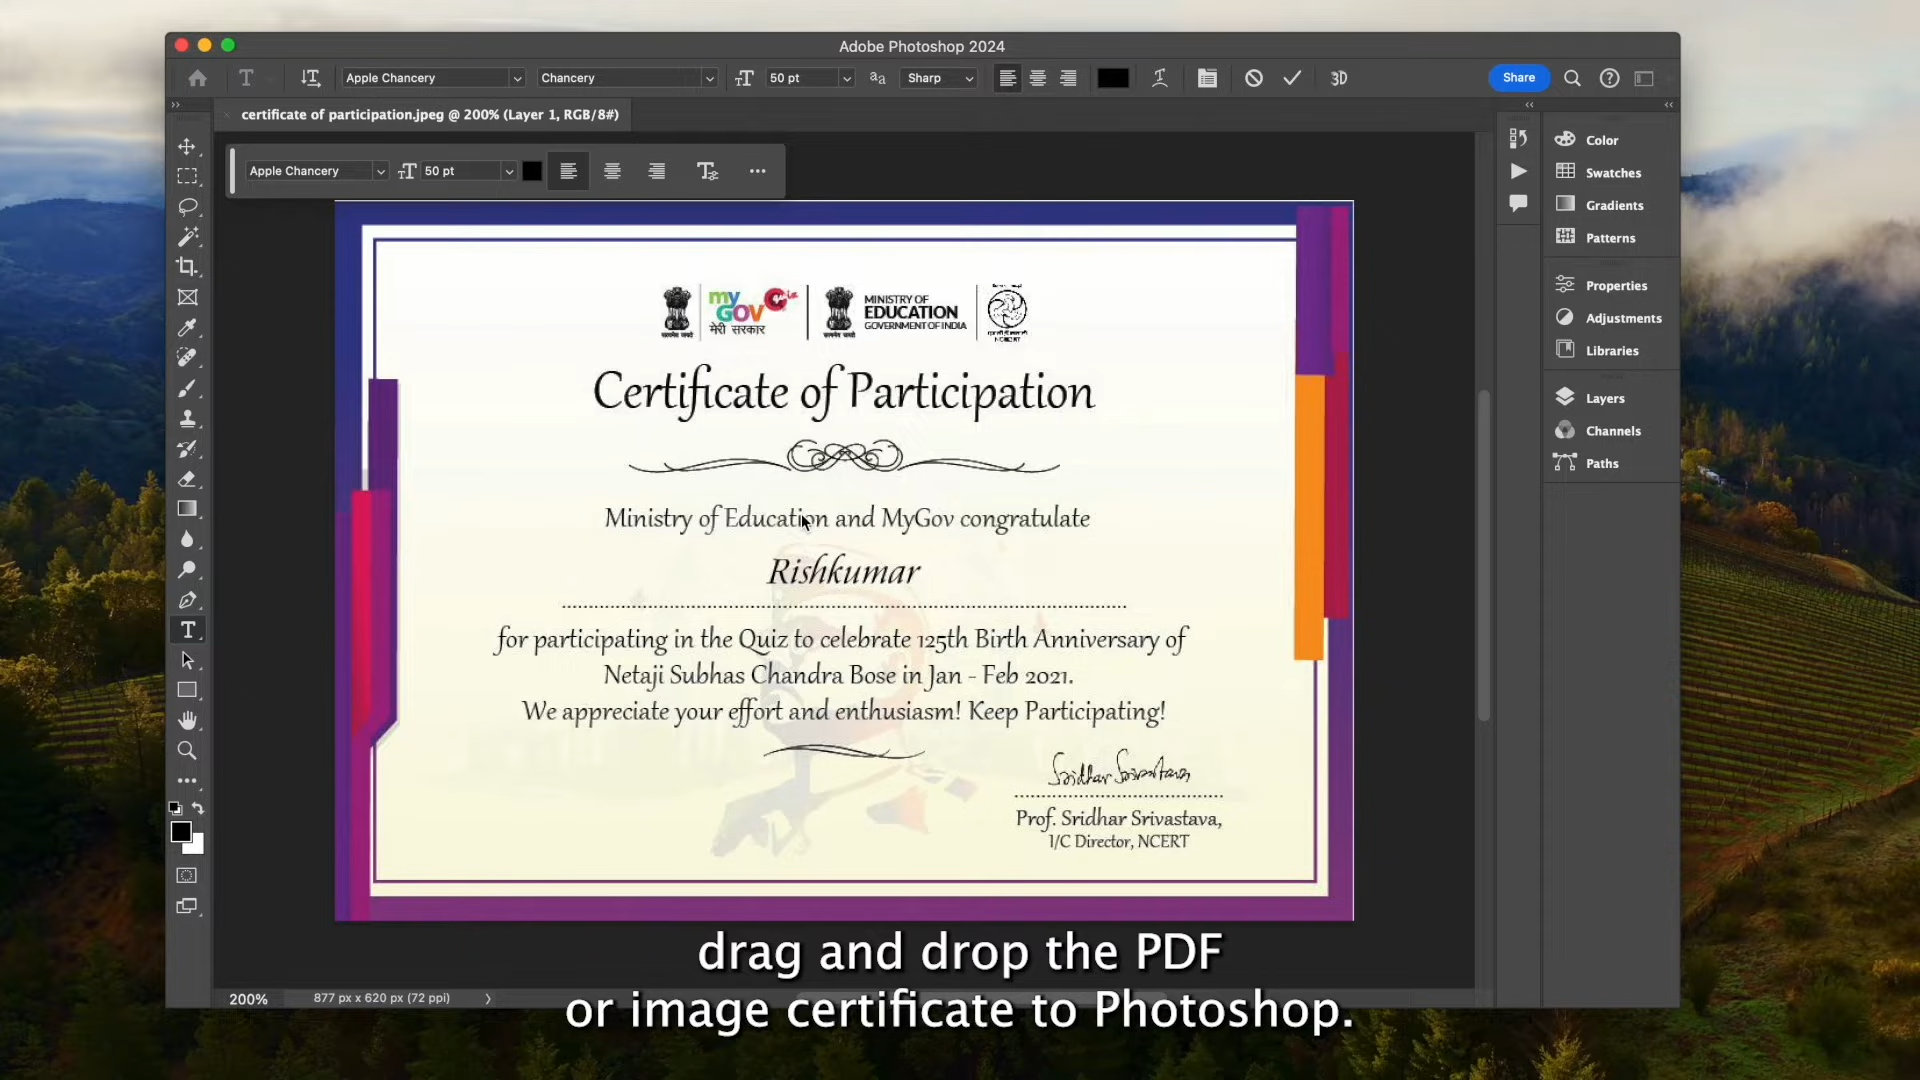 Adobe Photoshop 2024
Apple Chancery
Chancery
50 pt
Sharp
3D
Share
certificate of participation.jpeg @ 200% (Layer 1, RGB/8#)
Apple Chancery
50 pt
Color
Swatches
Gradients
Patterns
Properties
Adjustments
Libraries
Layers
Channels
Paths
my
GOV
Quiz
मेरी सरकार
MINISTRY OF
EDUCATION
GOVERNMENT OF INDIA
NCERT
Certificate of Participation
Ministry of Education and MyGov congratulate
Rishkumar
for participating in the Quiz to celebrate 125th Birth Anniversary of
Netaji Subhas Chandra Bose in Jan - Feb 2021.
We appreciate your effort and enthusiasm! Keep Participating!
Sridhar Srivastava
Prof. Sridhar Srivastava,
I/C Director, NCERT
drag and drop the PDF
or image certificate to Photoshop.
200%
877 px x 620 px (72 ppi)